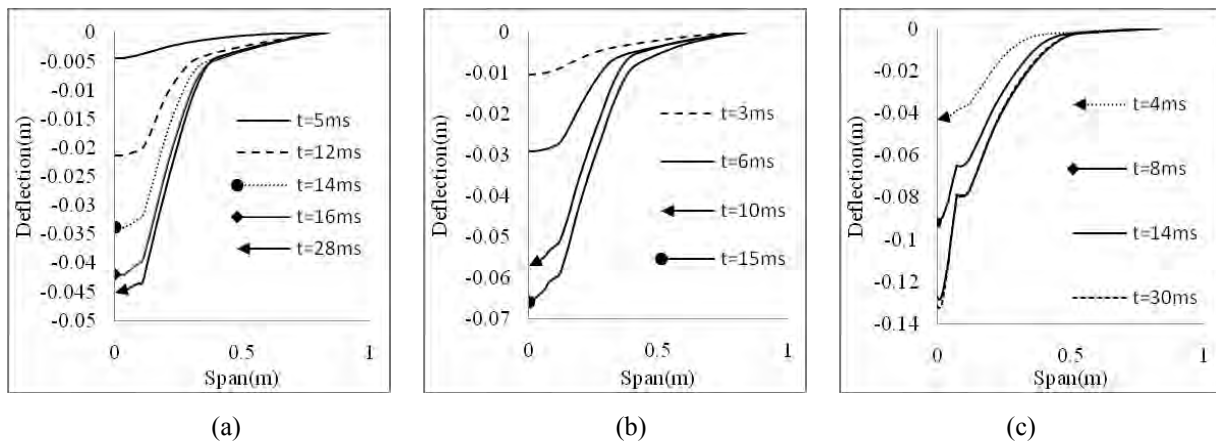 0
-0.005
-0.01
-0.015
-0.02
-0.025
-0.03
-0.035
-0.04
-0.045
-0.05
Deflection(m)
t=5ms
t=12ms
t=14ms
t=16ms
t=28ms
0
0.5
1
Span(m)
(a)
0
-0.01
-0.02
-0.03
-0.04
-0.05
-0.06
-0.07
Deflection(m)
t=3ms
t=6ms
t=10ms
t=15ms
0
0.5
1
Span(m)
(b)
0
-0.02
-0.04
-0.06
-0.08
-0.1
-0.12
-0.14
Deflection(m)
t=4ms
t=8ms
t=14ms
t=30ms
0
0.5
1
Span(m)
(c)